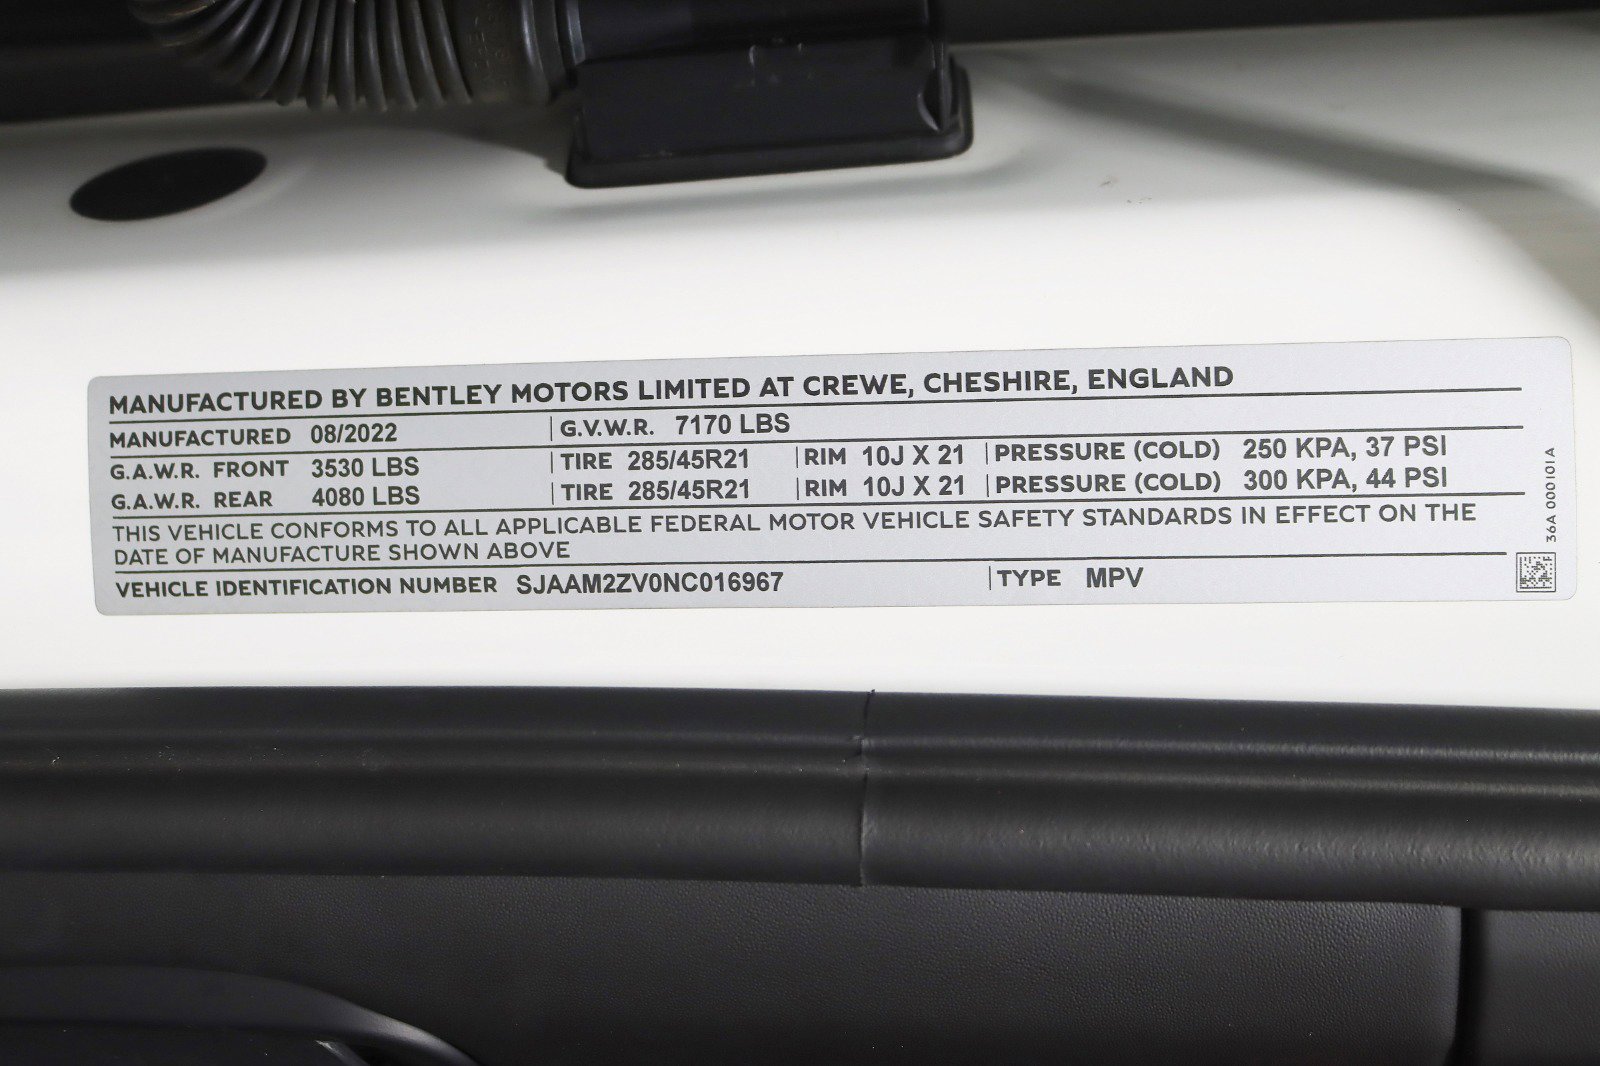 MANUFACTURED BY BENTLEY MOTORS LIMITED AT CREWE, CHESHIRE, ENGLAND
MANUFACTURED 08/2022 G.V.W.R. 7170 LBS
G.A.W.R. FRONT 3530 LBS TIRE 285/45R21 RIM 10J X 21 PRESSURE (COLD) 250 KPA, 37 PSI
G.A.W.R. REAR 4080 LBS TIRE 285/45R21 RIM 10J X 21 PRESSURE (COLD) 300 KPA, 44 PSI
THIS VEHICLE CONFORMS TO ALL APPLICABLE FEDERAL MOTOR VEHICLE SAFETY STANDARDS IN EFFECT ON THE
DATE OF MANUFACTURE SHOWN ABOVE
VEHICLE IDENTIFICATION NUMBER SJAAM2ZV0NC016967 TYPE MPV
36A 000101A